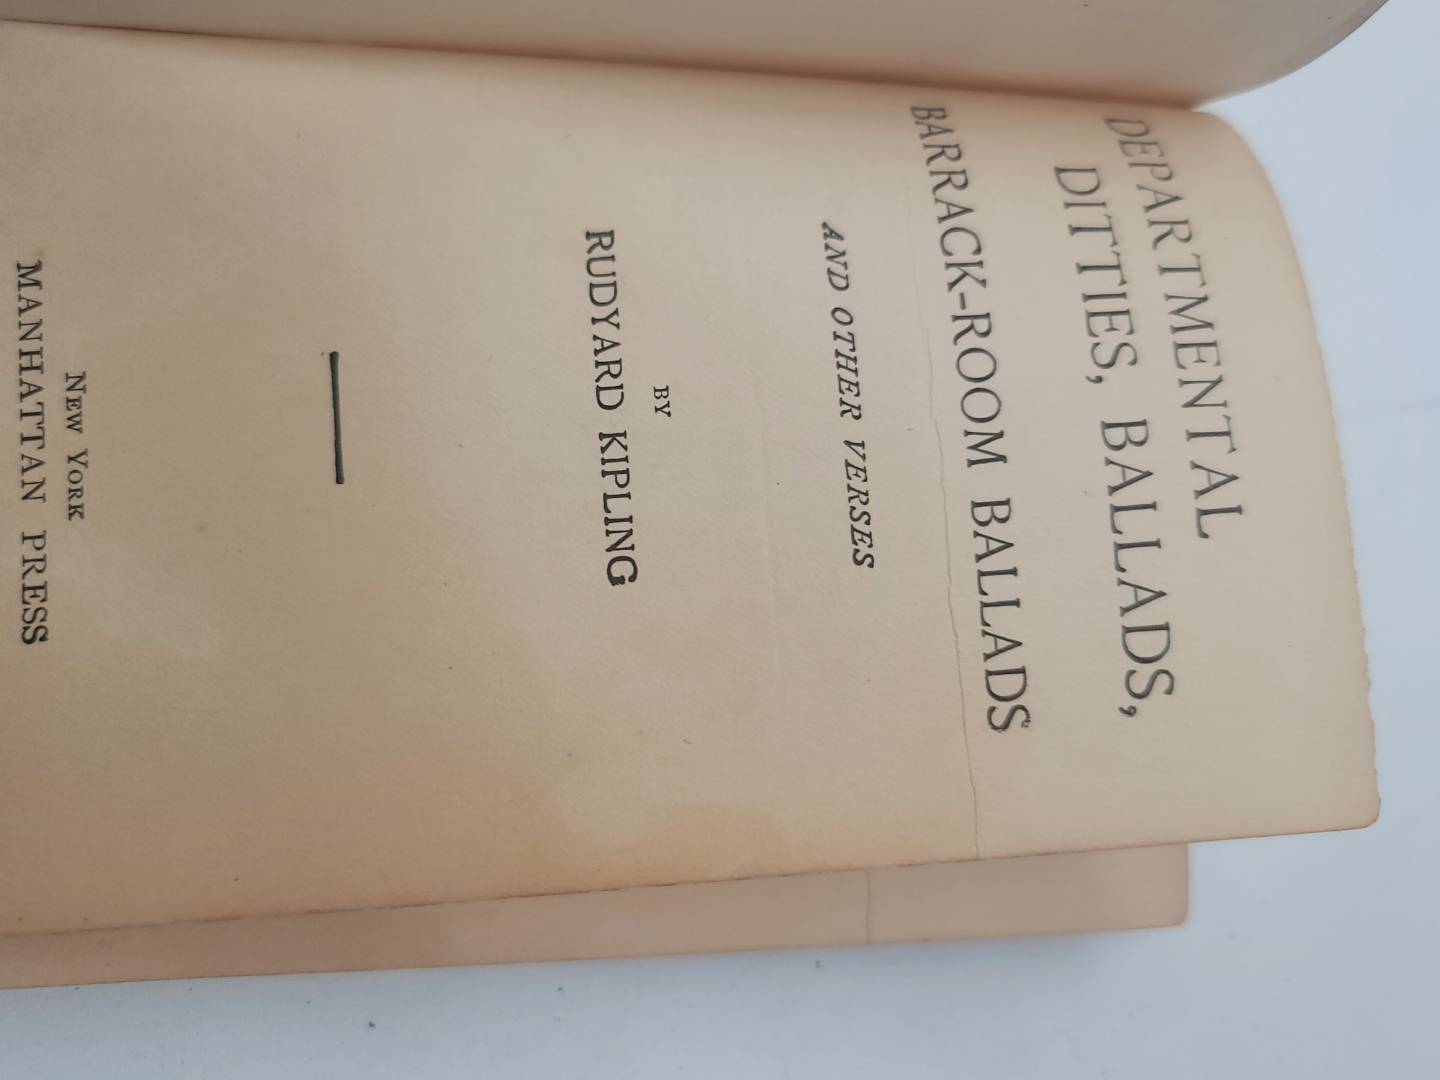 DEPARTMENTAL
DITTIES, BALLADS,
BARRACK-ROOM BALLADS
AND OTHER VERSES
BY
RUDYARD KIPLING
NEW YORK
MANHATTAN PRESS